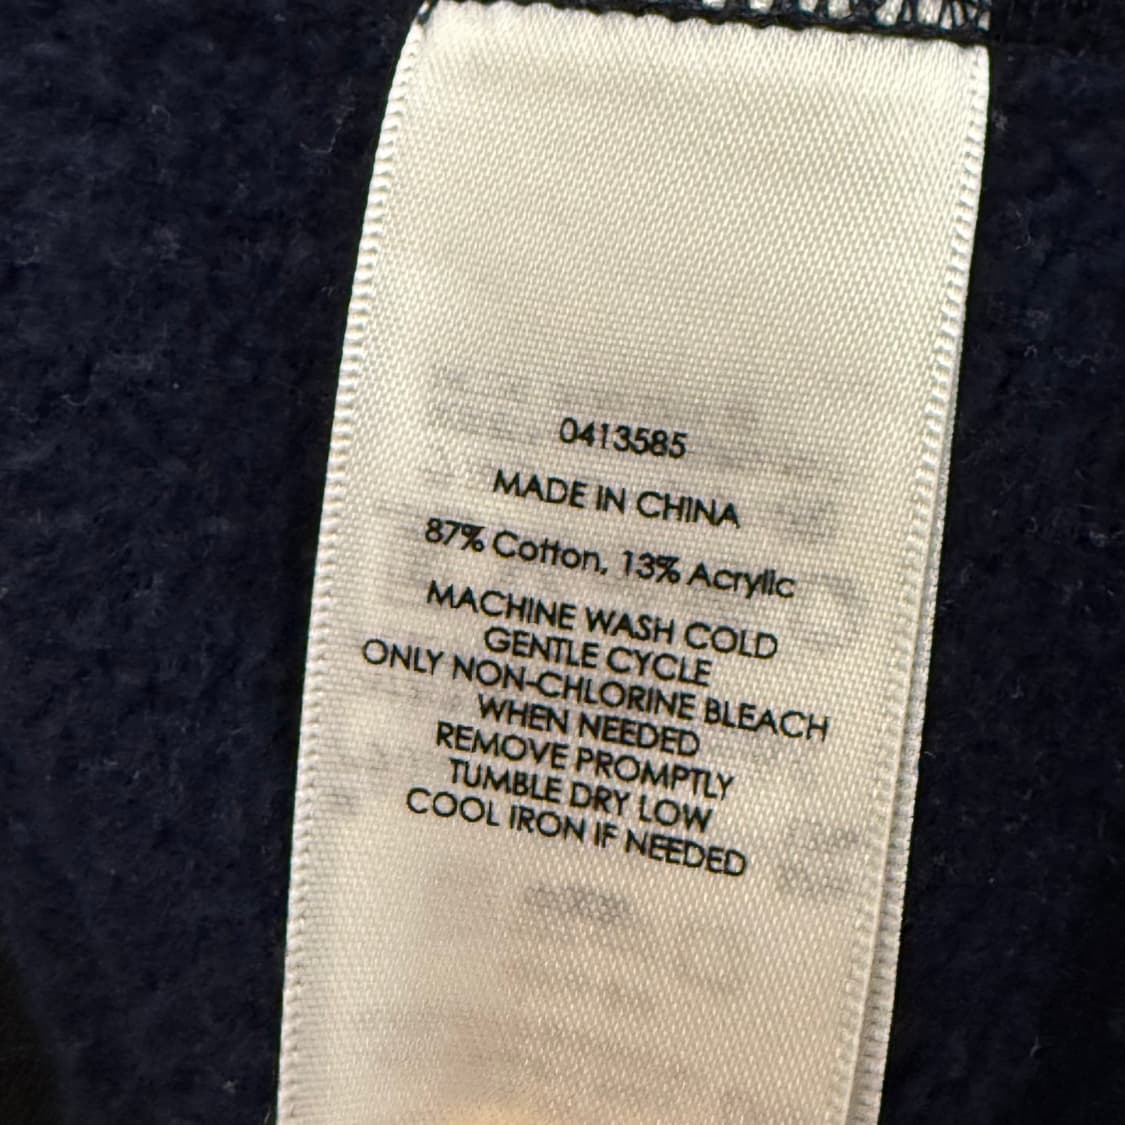 0413585
MADE IN CHINA
87% Cotton, 13% Acrylic
MACHINE WASH COLD
GENTLE CYCLE
ONLY NON-CHLORINE BLEACH
WHEN NEEDED
REMOVE PROMPTLY
TUMBLE DRY LOW
COOL IRON IF NEEDED